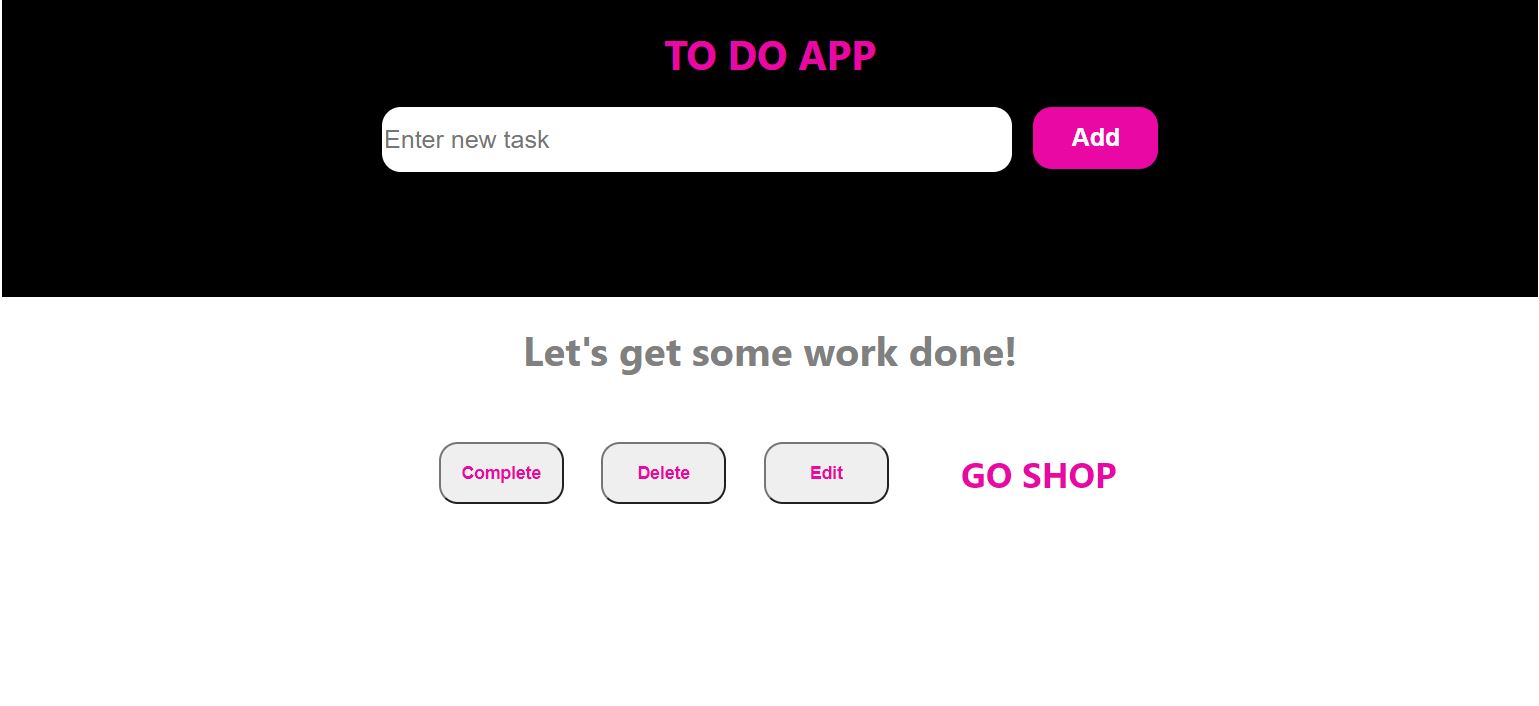 TO DO APP
Enter new task
Add
Let's get some work done!
Complete Delete Edit GO SHOP